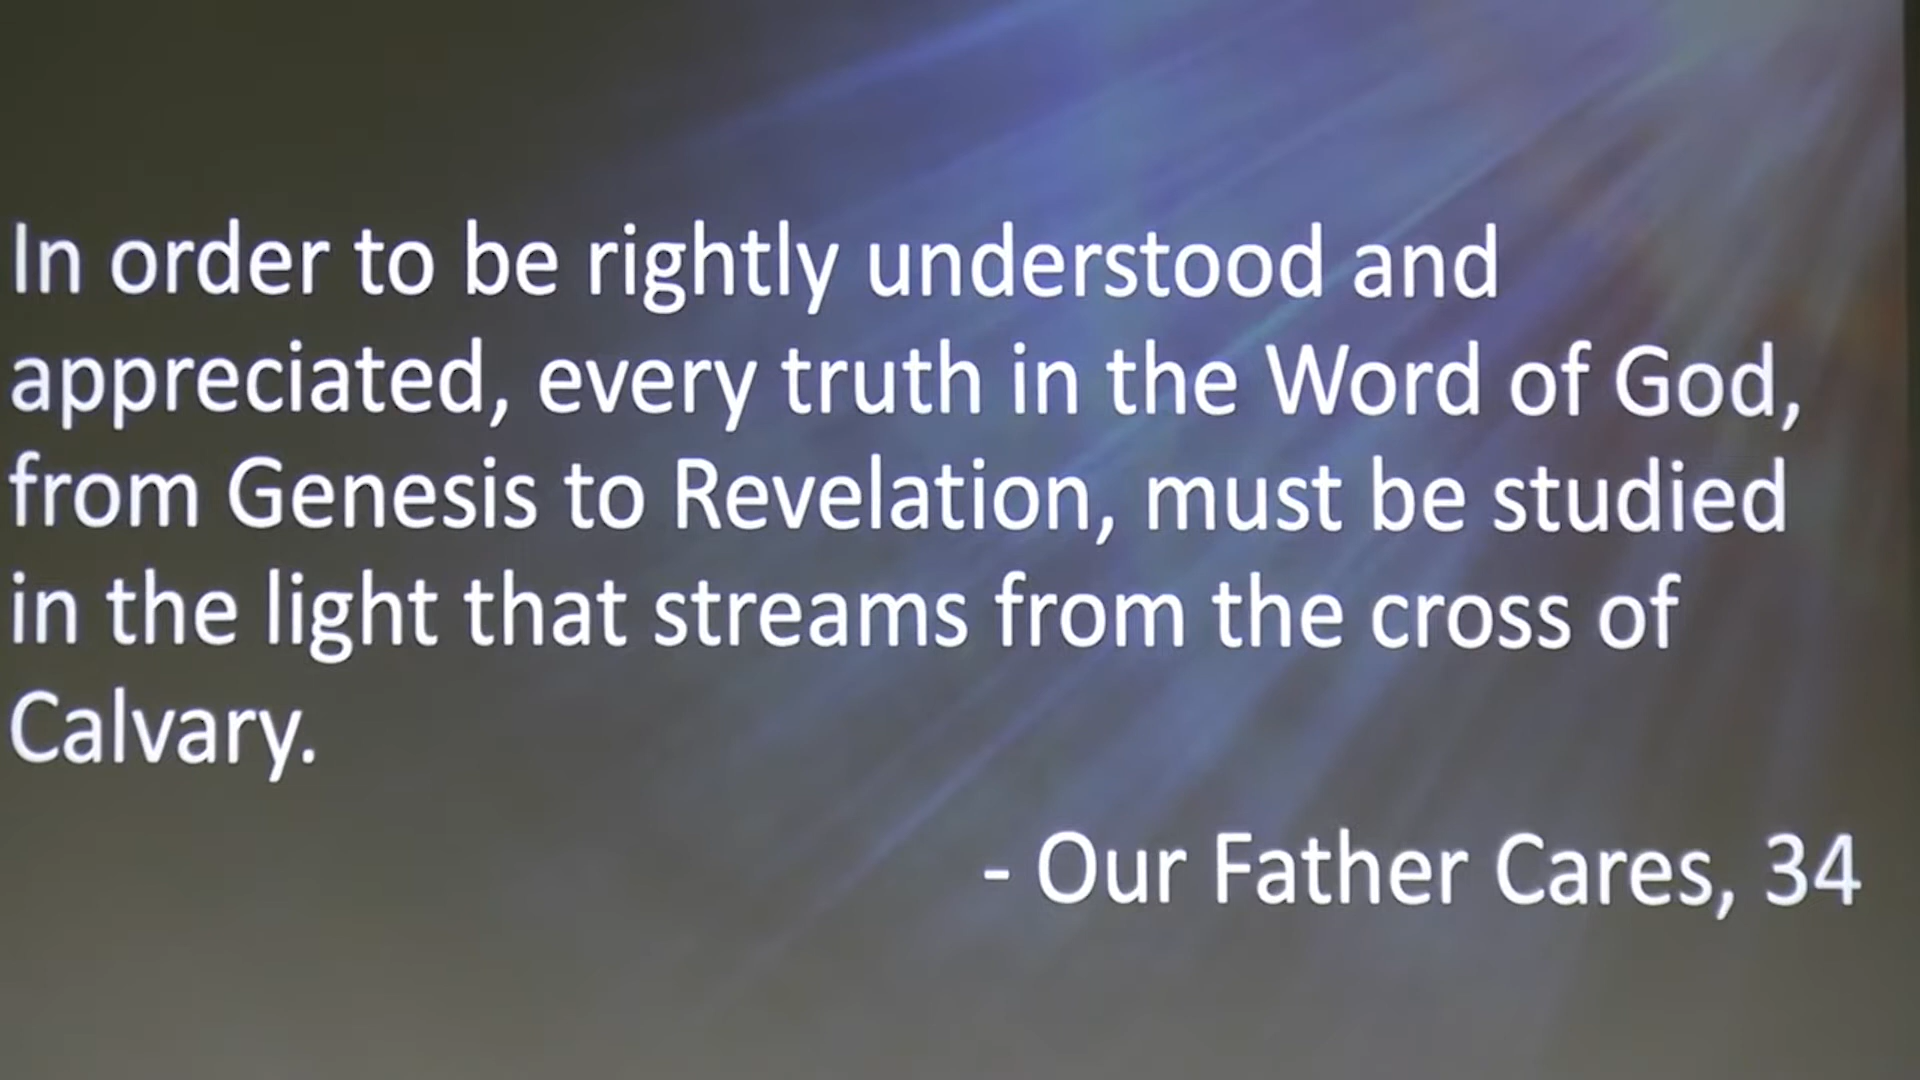 In order to be rightly understood and
appreciated, every truth in the Word of God,
from Genesis to Revelation, must be studied
in the light that streams from the cross of
Calvary.
- Our Father Cares, 34